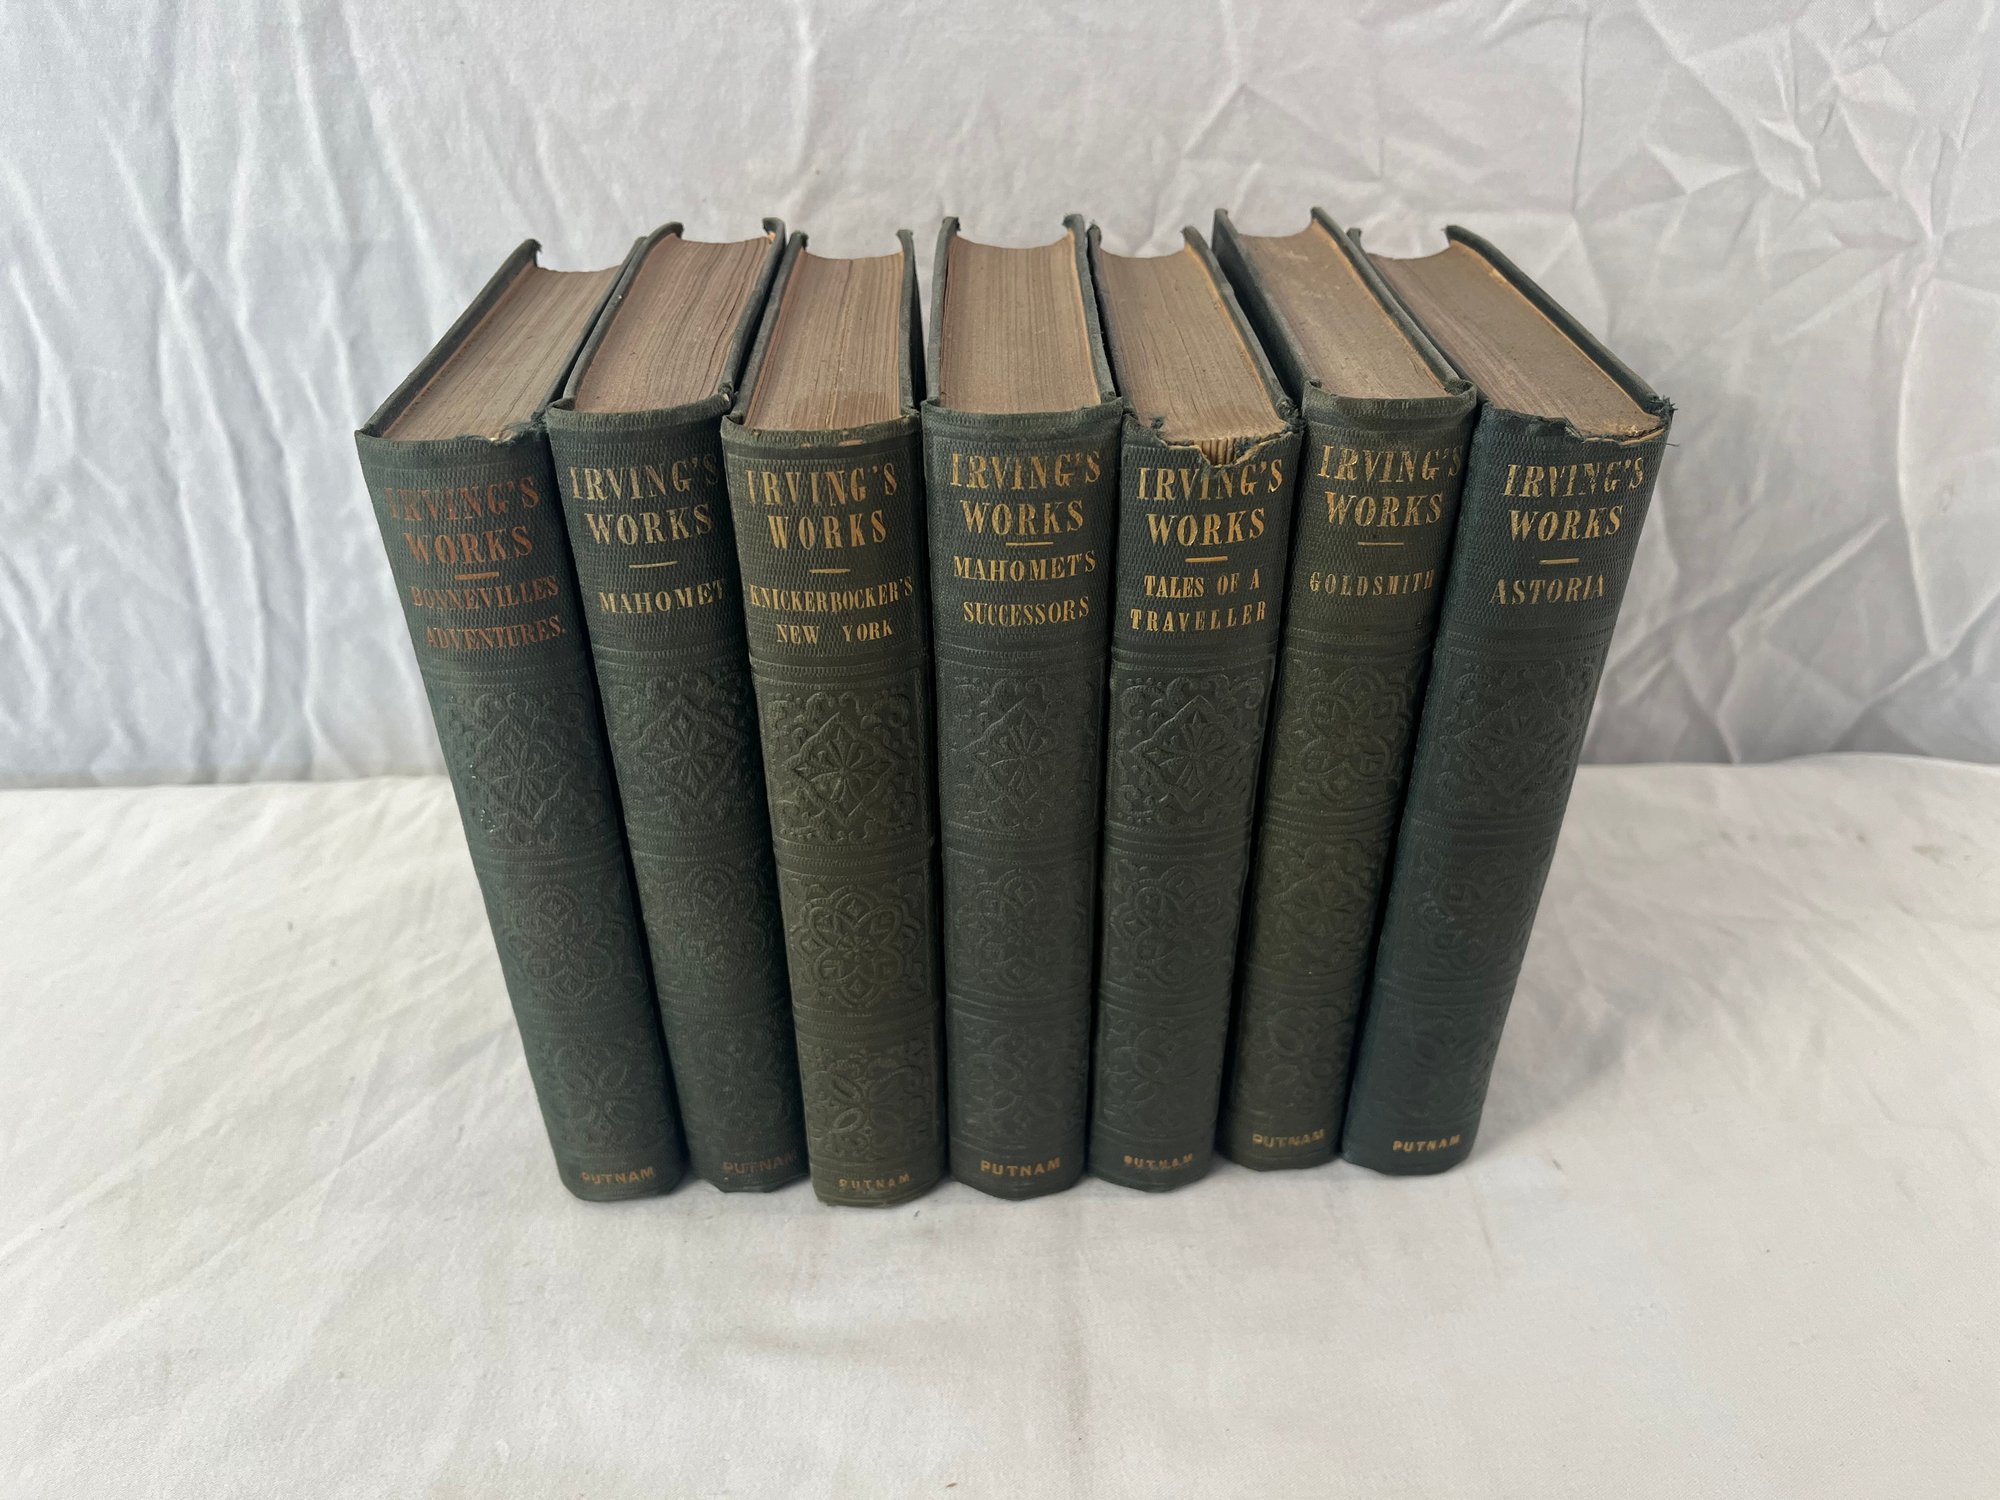 IRVING'S
WORKS
BONNEVILLES
ADVENTURES.
PUTNAM
IRVING'S
WORKS
MAHOMET
PUTNAM
IRVING'S
WORKS
KNICKERBOCKER'S
NEW YORK
PUTNAM
IRVING'S
WORKS
MAHOMET'S
SUCCESSORS
PUTNAM
IRVING'S
WORKS
TALES OF A
TRAVELLER
PUTNAM
IRVING'S
WORKS
GOLDSMITH
PUTNAM
IRVING'S
WORKS
ASTORIA
PUTNAM